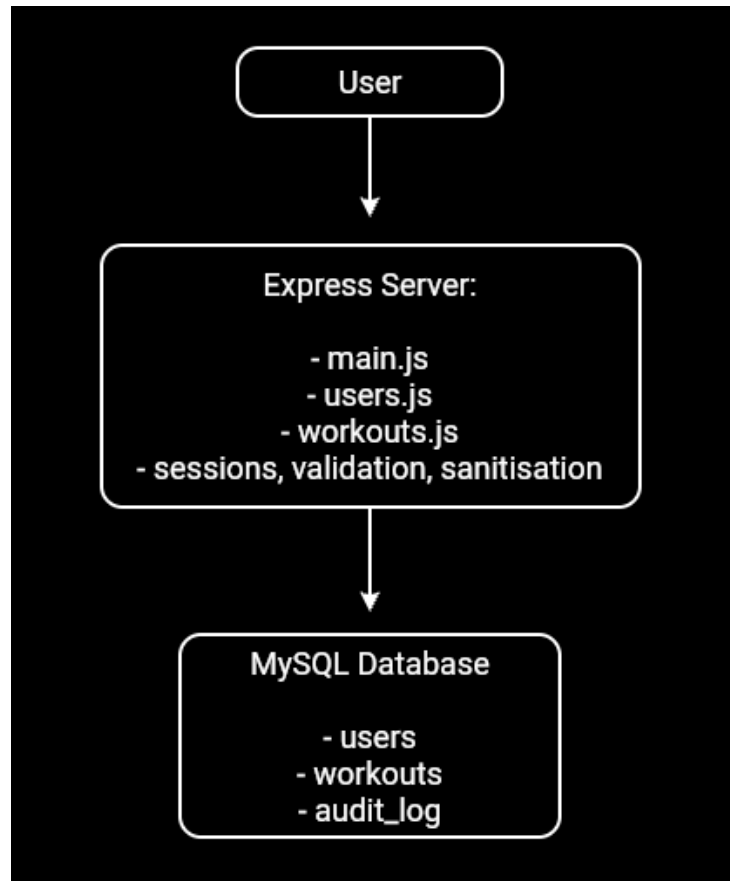 User
Express Server:
- main.js
- users.js
- workouts.js
- sessions, validation, sanitisation
MySQL Database
- users
- workouts
- audit_log